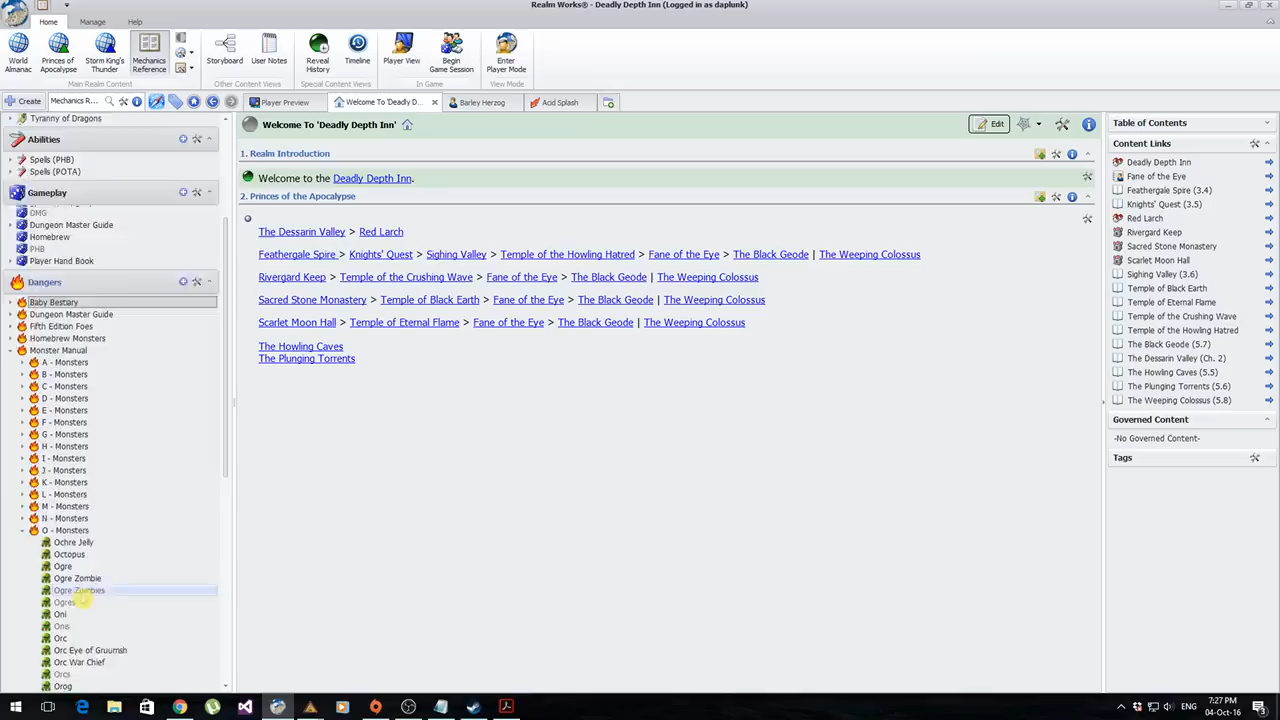 Realm Works® - Deadly Depth Inn (Logged in as daplunk)
Home Manage Help
World Almanac
Princes of Apocalypse
Storm King's Thunder
Mechanics Reference
Main Realm Content
Storyboard
User Notes
Other Content Views
Reveal History
Timeline
Special Content Views
Player View
Begin Game Session
In Game
Enter Player Mode
View Mode
Create
Mechanics R...
Player Preview
Welcome To 'Deadly D...
Barley Herzog
Acid Splash
Tyranny of Dragons
Abilities
Spells (PHB)
Spells (POTA)
Gameplay
DMG
Dungeon Master Guide
Homebrew
PHB
Player Hand Book
Dangers
Baby Bestary
Dungeon Master Guide
Fifth Edition Foes
Homebrew Monsters
Monster Manual
A - Monsters
B - Monsters
C - Monsters
D - Monsters
E - Monsters
F - Monsters
G - Monsters
H - Monsters
I - Monsters
J - Monsters
K - Monsters
L - Monsters
M - Monsters
N - Monsters
O - Monsters
Ochre Jelly
Octopus
Ogre
Ogre Zombie
Ogre Zombies
Ogres
Oni
Onis
Orc
Orc Eye of Gruumsh
Orc War Chief
Orcs
Orog
Welcome To 'Deadly Depth Inn'
Edit
1. Realm Introduction
Welcome to the Deadly Depth Inn.
2. Princes of the Apocalypse
The Dessarin Valley > Red Larch
Feathergale Spire > Knights' Quest > Sighing Valley > Temple of the Howling Hatred > Fane of the Eye > The Black Geode | The Weeping Colossus
Rivergard Keep > Temple of the Crushing Wave > Fane of the Eye > The Black Geode | The Weeping Colossus
Sacred Stone Monastery > Temple of Black Earth > Fane of the Eye > The Black Geode | The Weeping Colossus
Scarlet Moon Hall > Temple of Eternal Flame > Fane of the Eye > The Black Geode | The Weeping Colossus
The Howling Caves
The Plunging Torrents
Table of Contents
Content Links
Deadly Depth Inn
Fane of the Eye
Feathergale Spire (3.4)
Knights' Quest (3.5)
Red Larch
Rivergard Keep
Sacred Stone Monastery
Scarlet Moon Hall
Sighing Valley (3.6)
Temple of Black Earth
Temple of Eternal Flame
Temple of the Crushing Wave
Temple of the Howling Hatred
The Black Geode (5.7)
The Dessarin Valley (Ch. 2)
The Howling Caves (5.5)
The Plunging Torrents (5.6)
The Weeping Colossus (5.8)
Governed Content
-No Governed Content-
Tags
ENG
7:27 PM
04-Oct-16